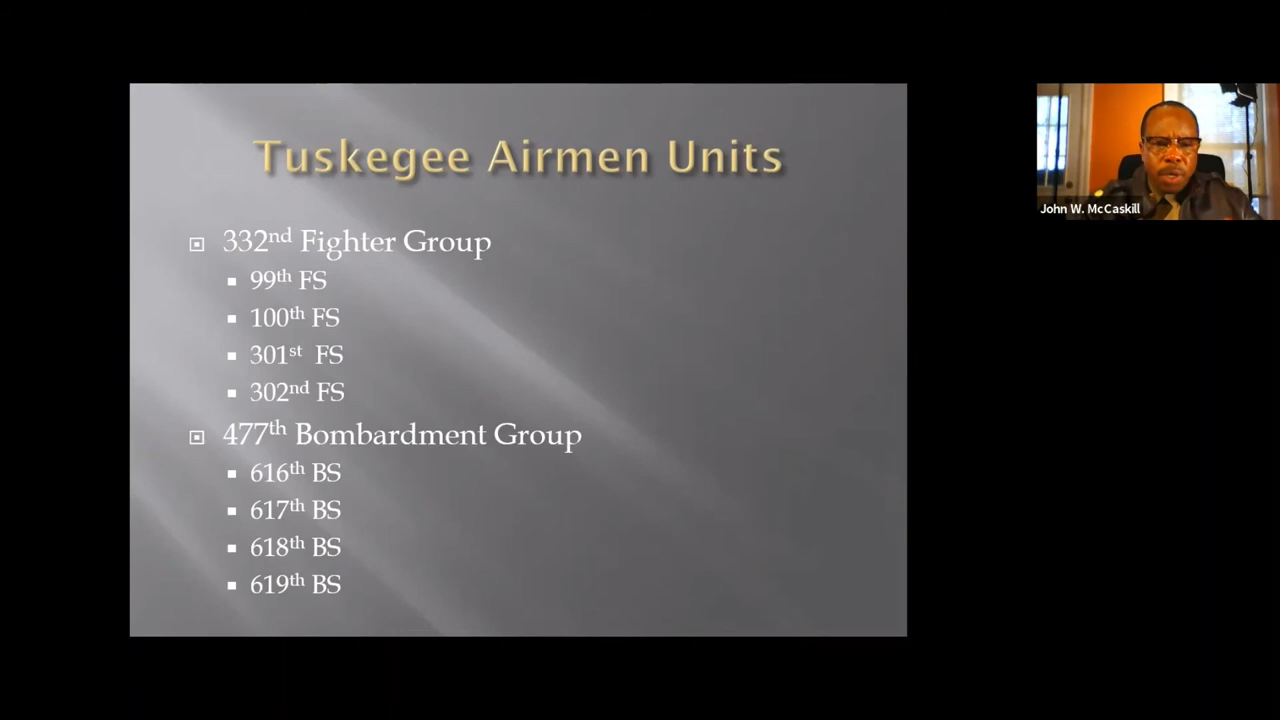 Tuskegee Airmen Units
332nd Fighter Group
99th FS
100th FS
301st FS
302nd FS
477th Bombardment Group
616th BS
617th BS
618th BS
619th BS
John W. McCaskill